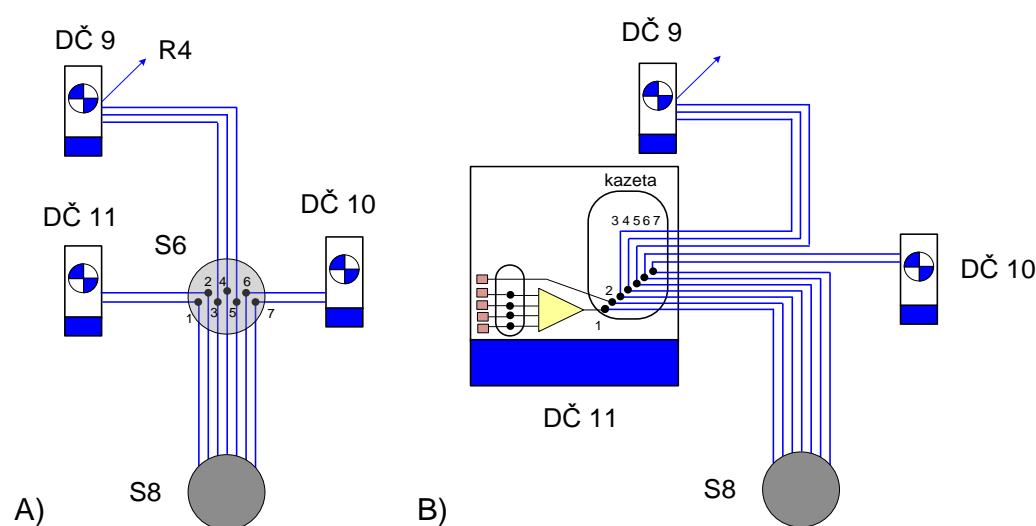 DČ 9
R4
DČ 11
S6
DČ 10
2 4 6
1 3 5 7
S8
A)
DČ 9
kazeta
3 4 5 6 7
2
1
DČ 10
DČ 11
S8
B)